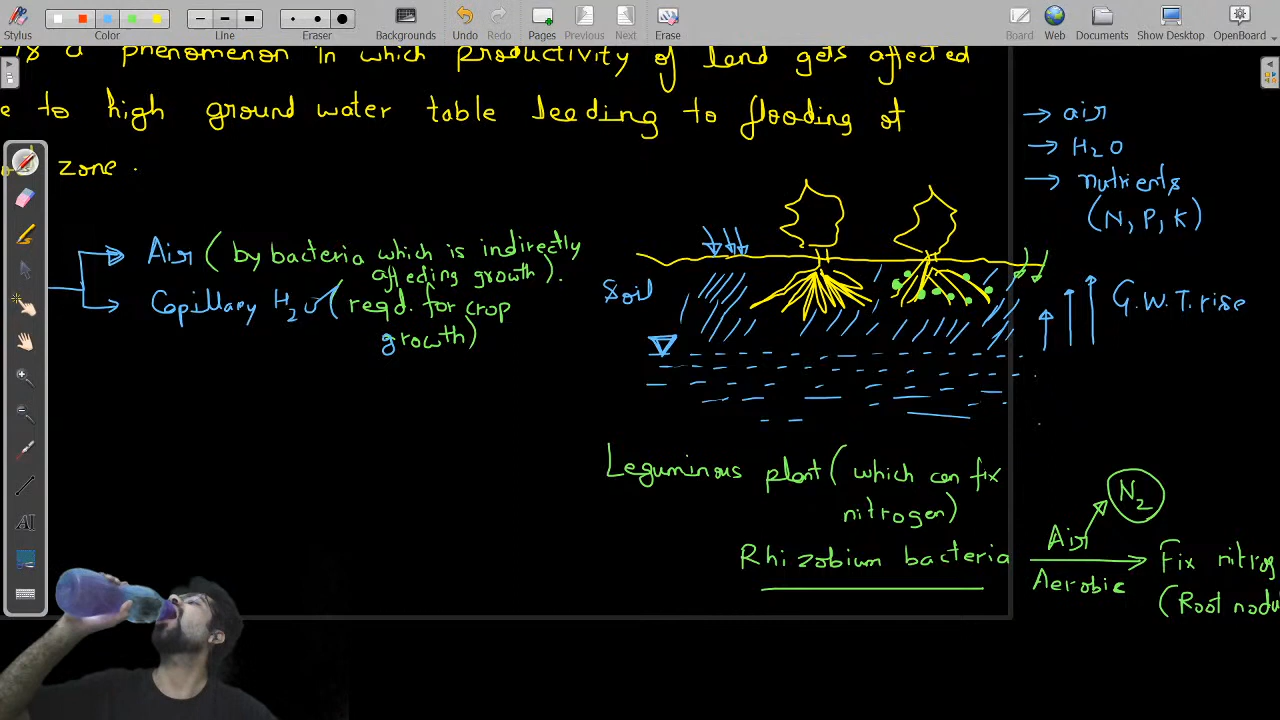 Stylus
Color
Line
Eraser
Backgrounds
Undo
Redo
Pages
Previous
Next
Erase
Board
Web
Documents
Show Desktop
OpenBoard
is a phenomenon in which productivity of land gets affected
e to high ground water table leading to flooding of
zone.
→ air
→ H2O
→ nutrients
(N, P, K)
Air (by bacteria which is indirectly
affecting growth).
Capillary H2O (reqd. for crop
growth)
Soil
G.W.T. rise
Leguminous plant (which can fix
nitrogen)
Rhizobium bacteria
Air
N2
Aerobic
Fix nitrog
(Root nodu